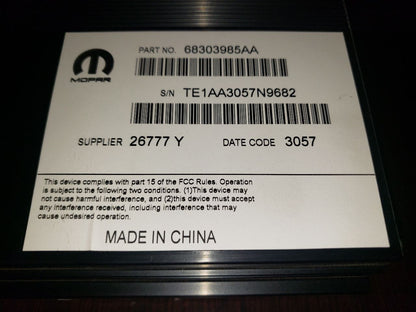 MOPAR
PART NO. 68303985AA
S/N TE1AA3057N9682
SUPPLIER 26777 Y DATE CODE 3057
This device complies with part 15 of the FCC Rules. Operation
is subject to the following two conditions. (1)This device may
not cause harmful interference, and (2)this device must accept
any interference received, including interference that may
cause undesired operation.
MADE IN CHINA